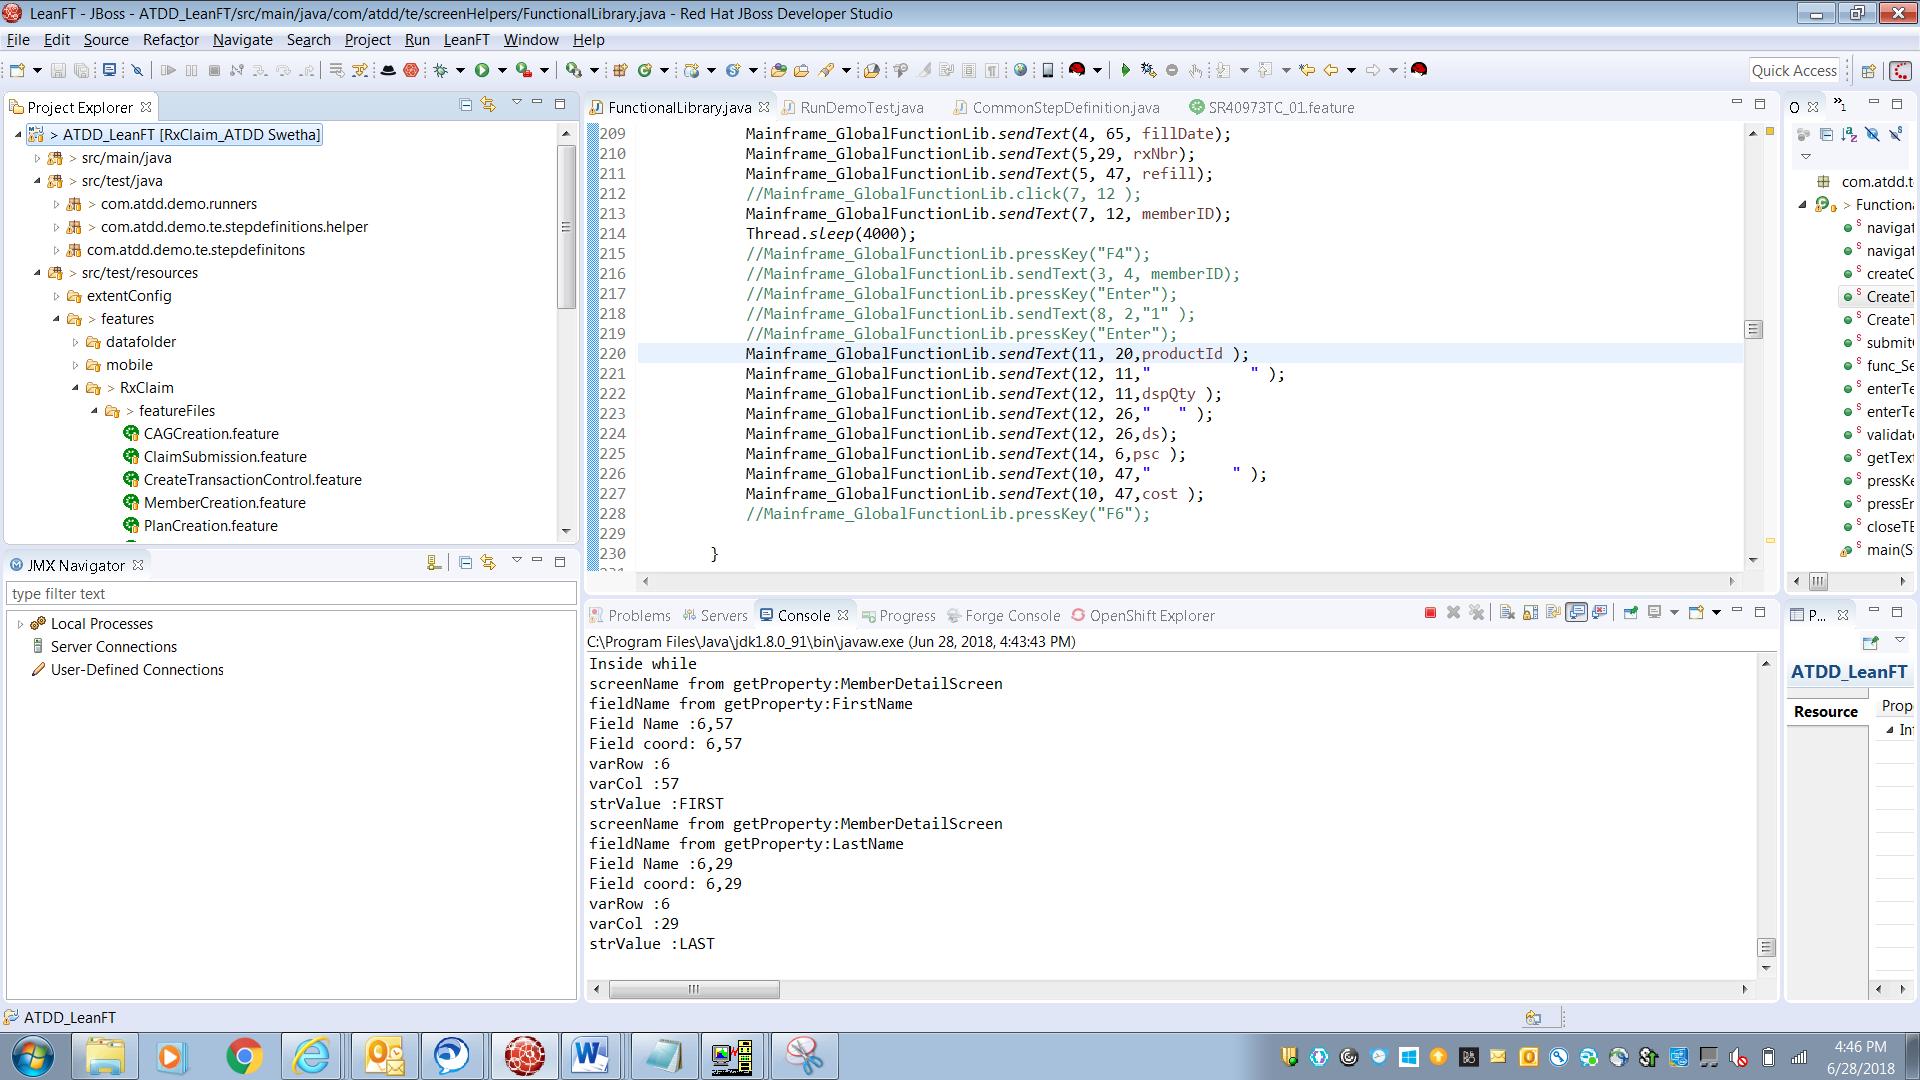 LeanFT - JBoss - ATDD_LeanFT/src/main/java/com/atdd/te/screenHelpers/FunctionalLibrary.java - Red Hat JBoss Developer Studio
File Edit Source Refactor Navigate Search Project Run LeanFT Window Help
Quick Access
Project Explorer
> ATDD_LeanFT [RxClaim_ATDD Swetha]
> src/main/java
> src/test/java
> com.atdd.demo.runners
> com.atdd.demo.te.stepdefinitions.helper
com.atdd.demo.te.stepdefinitons
> src/test/resources
extentConfig
> features
datafolder
mobile
> RxClaim
> featureFiles
CAGCreation.feature
ClaimSubmission.feature
CreateTransactionControl.feature
MemberCreation.feature
PlanCreation.feature
JMX Navigator
type filter text
Local Processes
Server Connections
User-Defined Connections
FunctionalLibrary.java RunDemoTest.java CommonStepDefinition.java SR40973TC_01.feature
209 Mainframe_GlobalFunctionLib.sendText(4, 65, fillDate);
210 Mainframe_GlobalFunctionLib.sendText(5,29, rxNbr);
211 Mainframe_GlobalFunctionLib.sendText(5, 47, refill);
212 //Mainframe_GlobalFunctionLib.click(7, 12 );
213 Mainframe_GlobalFunctionLib.sendText(7, 12, memberID);
214 Thread.sleep(4000);
215 //Mainframe_GlobalFunctionLib.pressKey("F4");
216 //Mainframe_GlobalFunctionLib.sendText(3, 4, memberID);
217 //Mainframe_GlobalFunctionLib.pressKey("Enter");
218 //Mainframe_GlobalFunctionLib.sendText(8, 2,"1" );
219 //Mainframe_GlobalFunctionLib.pressKey("Enter");
220 Mainframe_GlobalFunctionLib.sendText(11, 20,productId );
221 Mainframe_GlobalFunctionLib.sendText(12, 11,"           " );
222 Mainframe_GlobalFunctionLib.sendText(12, 11,dspQty );
223 Mainframe_GlobalFunctionLib.sendText(12, 26,"   " );
224 Mainframe_GlobalFunctionLib.sendText(12, 26,ds);
225 Mainframe_GlobalFunctionLib.sendText(14, 6,psc );
226 Mainframe_GlobalFunctionLib.sendText(10, 47,"         " );
227 Mainframe_GlobalFunctionLib.sendText(10, 47,cost );
228 //Mainframe_GlobalFunctionLib.pressKey("F6");
229
230 }
Problems Servers Console Progress Forge Console OpenShift Explorer
C:\Program Files\Java\jdk1.8.0_91\bin\javaw.exe (Jun 28, 2018, 4:43:43 PM)
Inside while
screenName from getProperty:MemberDetailScreen
fieldName from getProperty:FirstName
Field Name :6,57
Field coord: 6,57
varRow :6
varCol :57
strValue :FIRST
screenName from getProperty:MemberDetailScreen
fieldName from getProperty:LastName
Field Name :6,29
Field coord: 6,29
varRow :6
varCol :29
strValue :LAST
O
com.atdd.t
> Functiona
navigat
navigat
createC
CreateT
CreateT
submit
func_Se
enterTe
enterTe
validate
getText
pressKe
pressEn
closeTE
main(S
P...
ATDD_LeanFT
Resource
Prop
Inf
ATDD_LeanFT
4:46 PM
6/28/2018